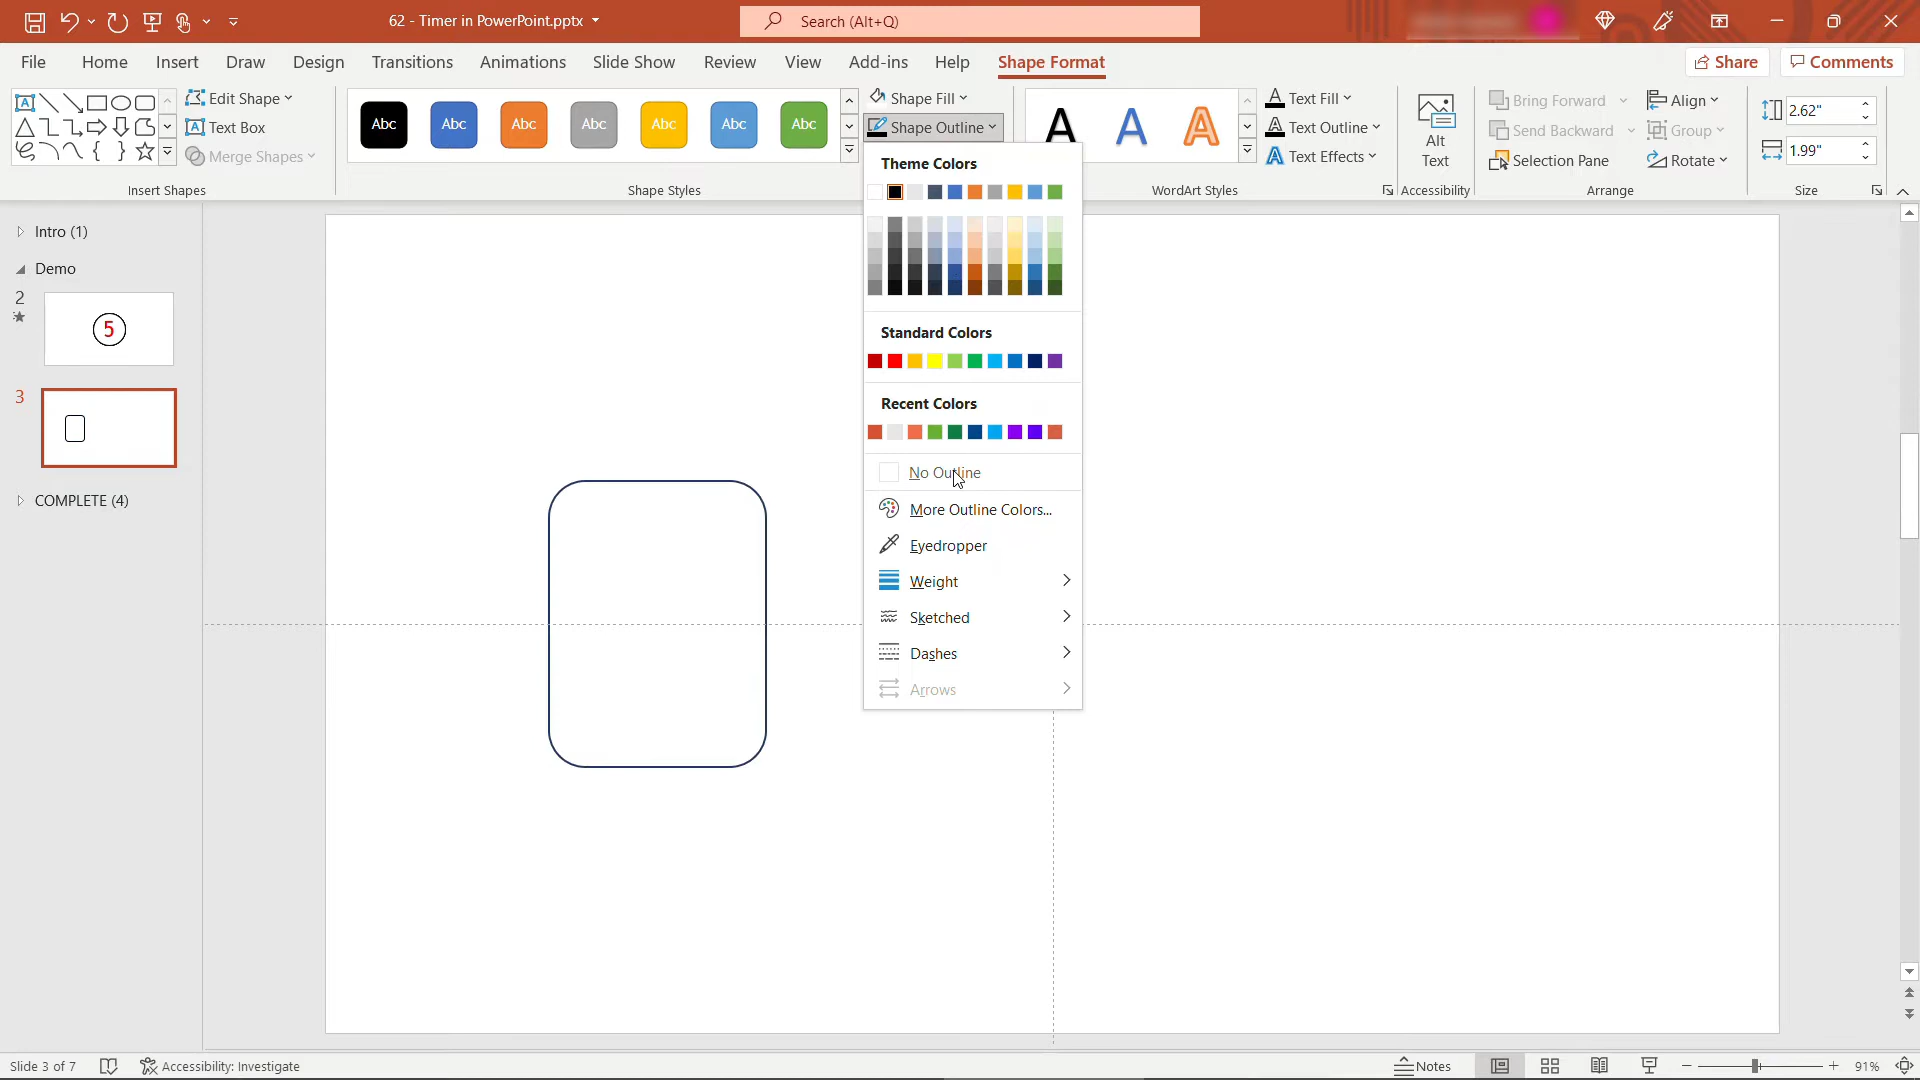 62 - Timer in PowerPoint.pptx
Search (Alt+Q)
File Home Insert Draw Design Transitions Animations Slide Show Review View Add-ins Help Shape Format
Share Comments
Edit Shape
Text Box
Merge Shapes
Insert Shapes
Abc Abc Abc Abc Abc Abc Abc
Shape Styles
Shape Fill
Shape Outline
A A A
WordArt Styles
Text Fill
Text Outline
Text Effects
Alt
Text
Accessibility
Bring Forward
Send Backward
Selection Pane
Align
Group
Rotate
Arrange
2.62"
1.99"
Size
Theme Colors
Standard Colors
Recent Colors
No Outline
More Outline Colors...
Eyedropper
Weight
Sketched
Dashes
Arrows
Intro (1)
Demo
2
5
3
COMPLETE (4)
Slide 3 of 7
Accessibility: Investigate
Notes
91%